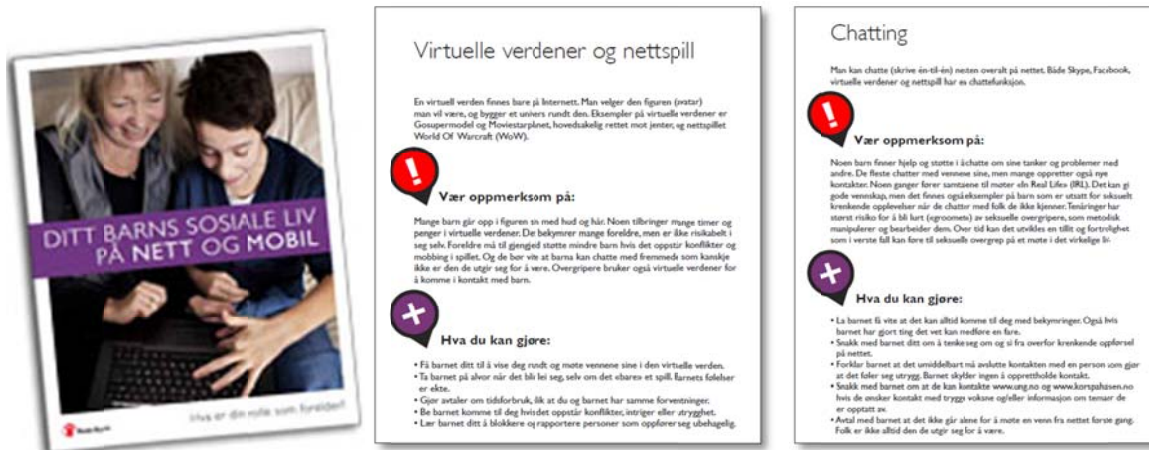 DITT BARNS SOSIALE LIV
PÅ NETT OG MOBIL
Hva er din rolle som forelder?
Virtuelle verdener og nettspill
En virtuell verden finnes bare på Internett. Man velger den figuren (avatar)
man vil være, og bygger et univers rundt den. Eksempler på virtuelle verdener er
Gosupermodel og Moviestarplanet, hovedsakelig rettet mot jenter, og nettspillet
World Of Warcraft (WoW).
!
Vær oppmerksom på:
Mange barn går opp i figuren sin med hud og hår. Noen tilbringer mange timer og
penger i virtuelle verdener. De bekymrer mange foreldre, men er ikke risikabelt i
seg selv. Foreldre må til gjengjed støtte mindre barn hvis det oppstår konflikter og
mobbing i spillet. Og de bør vite at barna kan chatte med fremmede som kanskje
ikke er den de utgir seg for å være. Overgripere bruker også virtuelle verdener for
å komme i kontakt med barn.
+
Hva du kan gjøre:
• Få barnet ditt til å vise deg rundt og møte vennene sine i den virtuelle verden.
• Ta barnet på alvor når det blir lei seg, selv om det «bare» et spill. Barnets følelser
er ekte.
• Gjør avtaler om tidsforbruk, slik at du og barnet har samme forventninger.
• Be barnet komme til deg hvis det oppstår konflikter, intriger eller utrygghet.
• Lær barnet ditt å blokkere og rapportere personer som oppfører seg ubehagelig.
Chatting
Man kan chatte (skrive én-til-én) nesten overalt på nettet. Både Skype, Facebook,
virtuelle verdener og nettspill har en chattefunksjon.
!
Vær oppmerksom på:
Noen barn finner hjelp og støtte i å chatte om sine tanker og problemer med
andre. De fleste chatter med vennene sine, men mange oppretter også nye
kontakter. Noen ganger fører samtalene til møter «In Real Life» (IRL). Det kan gi
gode vennskap, men det finnes også eksempler på barn som er utsatt for seksuelt
krenkende opplevelser når de chatter med folk de ikke kjenner. Tenåringer har
størst risiko for å bli lurt («groomet») av seksuelle overgripere, som metodisk
manipulerer og bearbeider dem. Over tid kan det utvikles en tillit og fortrolighet
som i verste fall kan føre til seksuelle overgrep på et møte i det virkelige liv.
+
Hva du kan gjøre:
• La barnet få vite at det kan alltid komme til deg med bekymringer. Også hvis
barnet har gjort ting det vet kan medføre en fare.
• Snakk med barnet ditt om å tenke seg om og si fra overfor krenkende oppførsel
på nettet.
• Forklar barnet at det umiddelbart må avslutte kontakten med en person som gjør
at det føler seg utrygg. Barnet skylder ingen å opprettholde kontakt.
• Snakk med barnet om at de kan kontakte www.ung.no og www.korspahalsen.no
hvis de ønsker kontakt med trygge voksne og/eller informasjon om temaer de
er opptatt av.
• Avtal med barnet at det ikke går alene for å møte en venn fra nettet første gang.
Folk er ikke alltid den de utgir seg for å være.